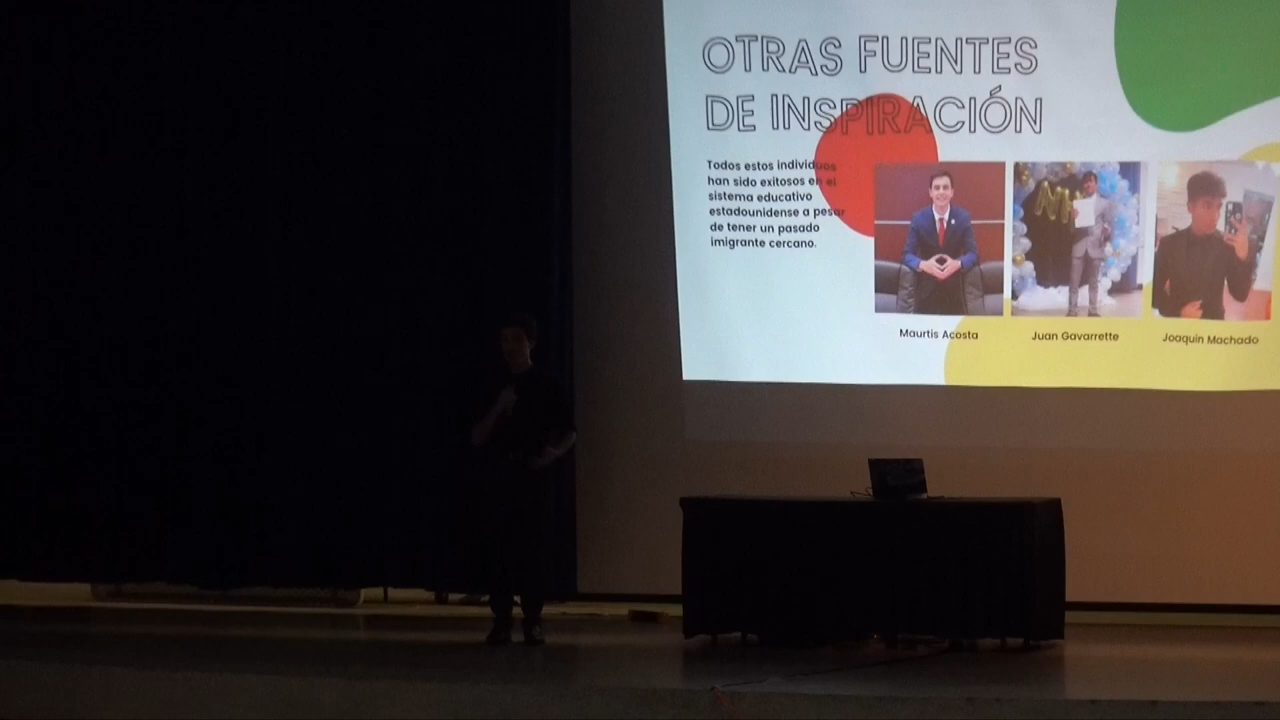 OTRAS FUENTES
DE INSPIRACIÓN
Todos estos individuos
han sido exitosos en el
sistema educativo
estadounidense a pesar
de tener un pasado
imigrante cercano.
Maurtis Acosta
Juan Gavarrette
Joaquin Machado